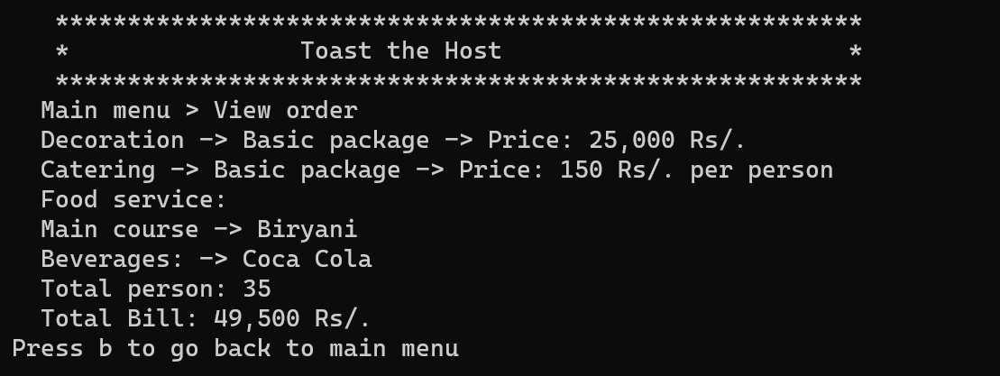 ********************************************************
* Toast the Host *
********************************************************
Main menu > View order
Decoration -> Basic package -> Price: 25,000 Rs/.
Catering -> Basic package -> Price: 150 Rs/. per person
Food service:
Main course -> Biryani
Beverages: -> Coca Cola
Total person: 35
Total Bill: 49,500 Rs/.
Press b to go back to main menu